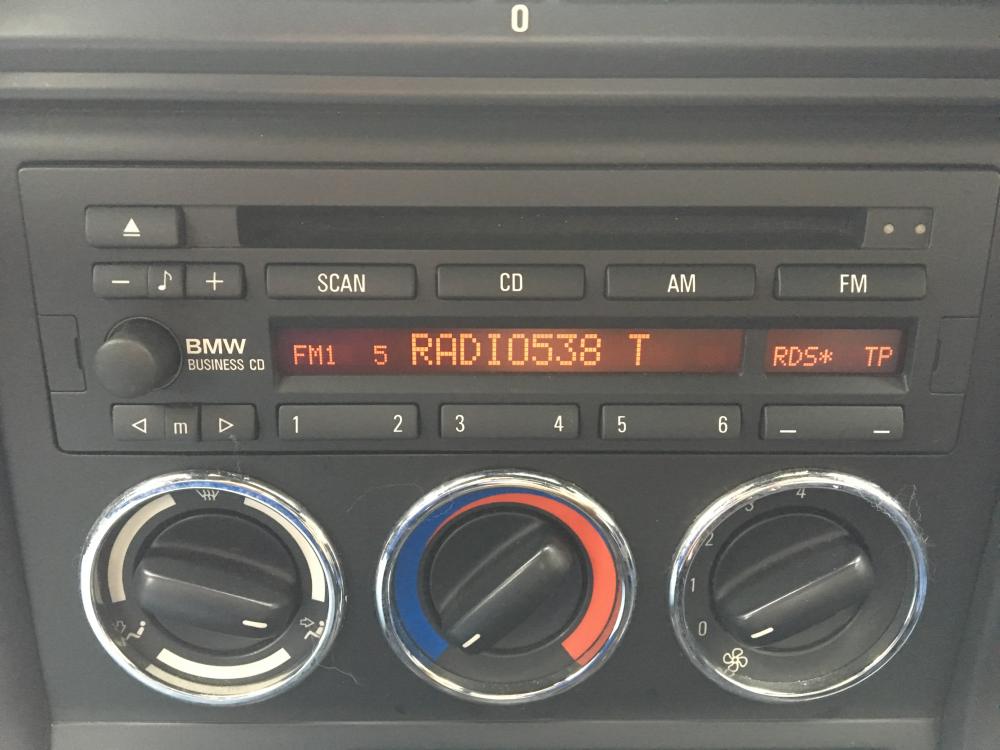 0
− +
SCAN CD AM FM
BMW
BUSINESS CD
FM1 5 RADIO538 T RDS* TP
m 1 2 3 4 5 6
4
3
2
1
0